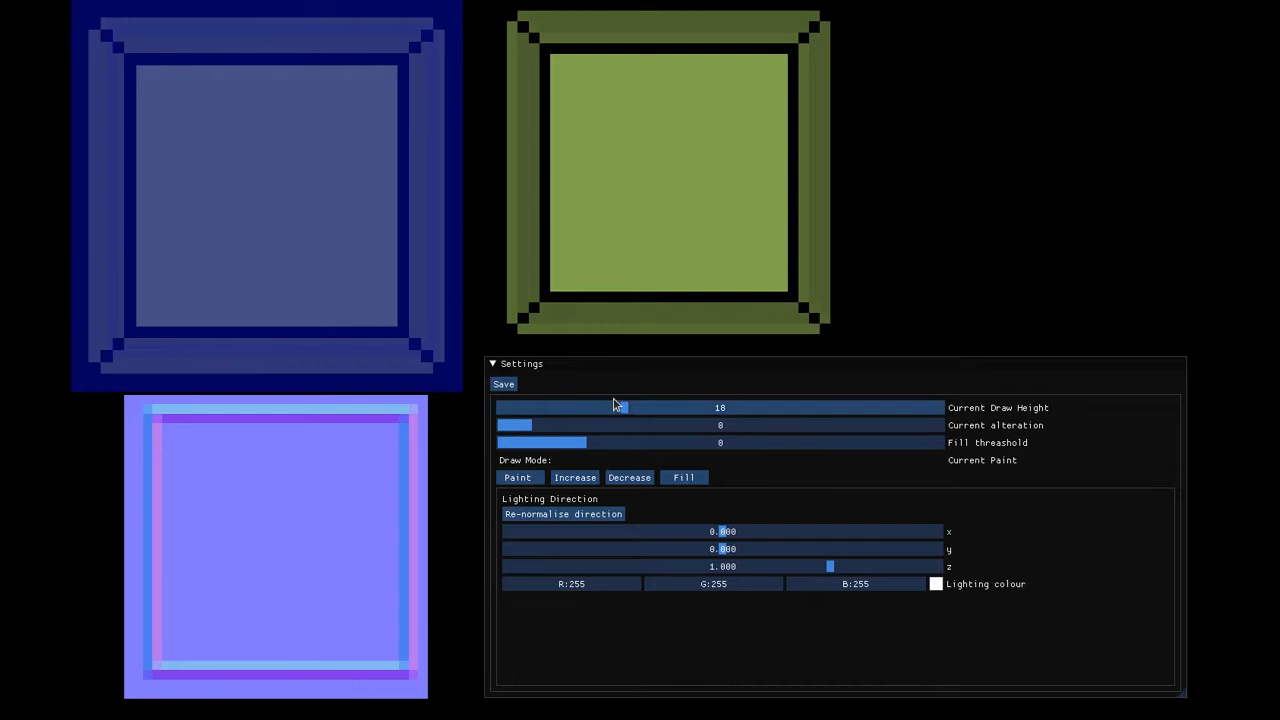 Settings
Save
18 Current Draw Height
0 Current alteration
0 Fill threashold
Draw Mode: Current Paint
Paint Increase Decrease Fill
Lighting Direction
Re-normalise direction
0.000 x
0.000 y
1.000 z
R:255 G:255 B:255 Lighting colour